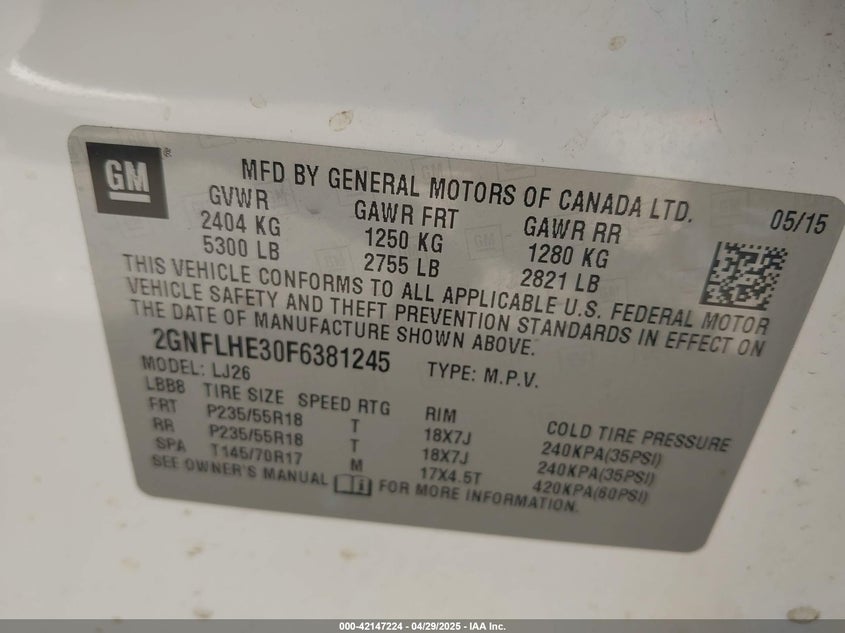 GM®
MFD BY GENERAL MOTORS OF CANADA LTD.
05/15
GVWR GAWR FRT GAWR RR
2404 KG 1250 KG 1280 KG
5300 LB 2755 LB 2821 LB
THIS VEHICLE CONFORMS TO ALL APPLICABLE U.S. FEDERAL MOTOR
VEHICLE SAFETY AND THEFT PREVENTION STANDARDS IN EFFECT ON
THE DATE OF MANUFACTURE SHOWN ABOVE.
2GNFLHE30F6381245 TYPE: M.P.V.
MODEL: LJ26
LBB8 TIRE SIZE SPEED RTG RIM COLD TIRE PRESSURE
FRT P235/55R18 T 18X7J 240KPA(35PSI)
RR P235/55R18 T 18X7J 240KPA(35PSI)
SPA T145/70R17 M 17X4.5T 420KPA(60PSI)
SEE OWNER'S MANUAL FOR MORE INFORMATION.
000-42147224 - 04/29/2025 - IAA Inc.